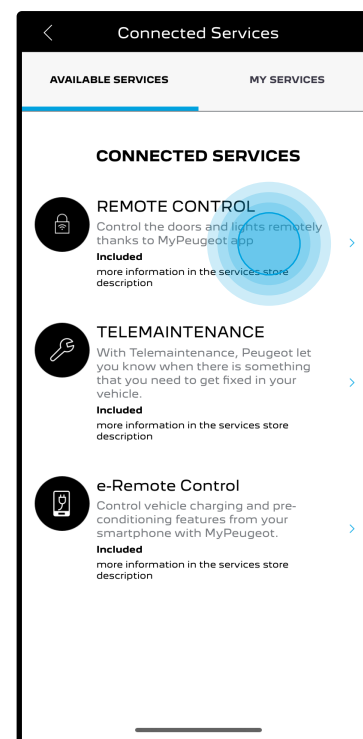 Connected Services
AVAILABLE SERVICES
MY SERVICES
CONNECTED SERVICES
REMOTE CONTROL
Control the doors and lights remotely
thanks to MyPeugeot app
Included
more information in the services store
description
TELEMAINTENANCE
With Telemaintenance, Peugeot let
you know when there is something
that you need to get fixed in your
vehicle.
Included
more information in the services store
description
e-Remote Control
Control vehicle charging and pre-
conditioning features from your
smartphone with MyPeugeot.
Included
more information in the services store
description